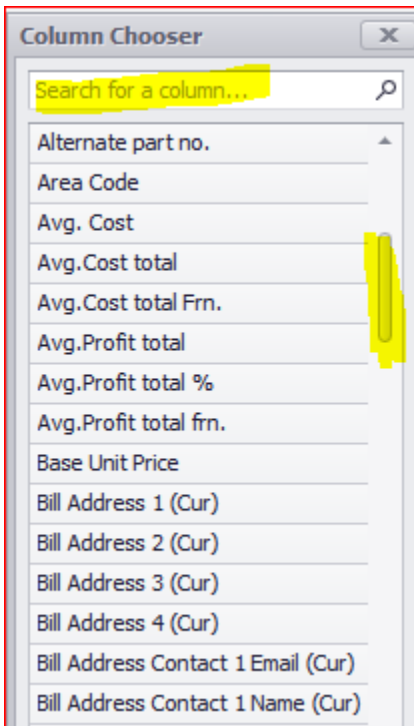 Column Chooser
Search for a column...
Alternate part no.
Area Code
Avg. Cost
Avg.Cost total
Avg.Cost total Frn.
Avg.Profit total
Avg.Profit total %
Avg.Profit total frn.
Base Unit Price
Bill Address 1 (Cur)
Bill Address 2 (Cur)
Bill Address 3 (Cur)
Bill Address 4 (Cur)
Bill Address Contact 1 Email (Cur)
Bill Address Contact 1 Name (Cur)